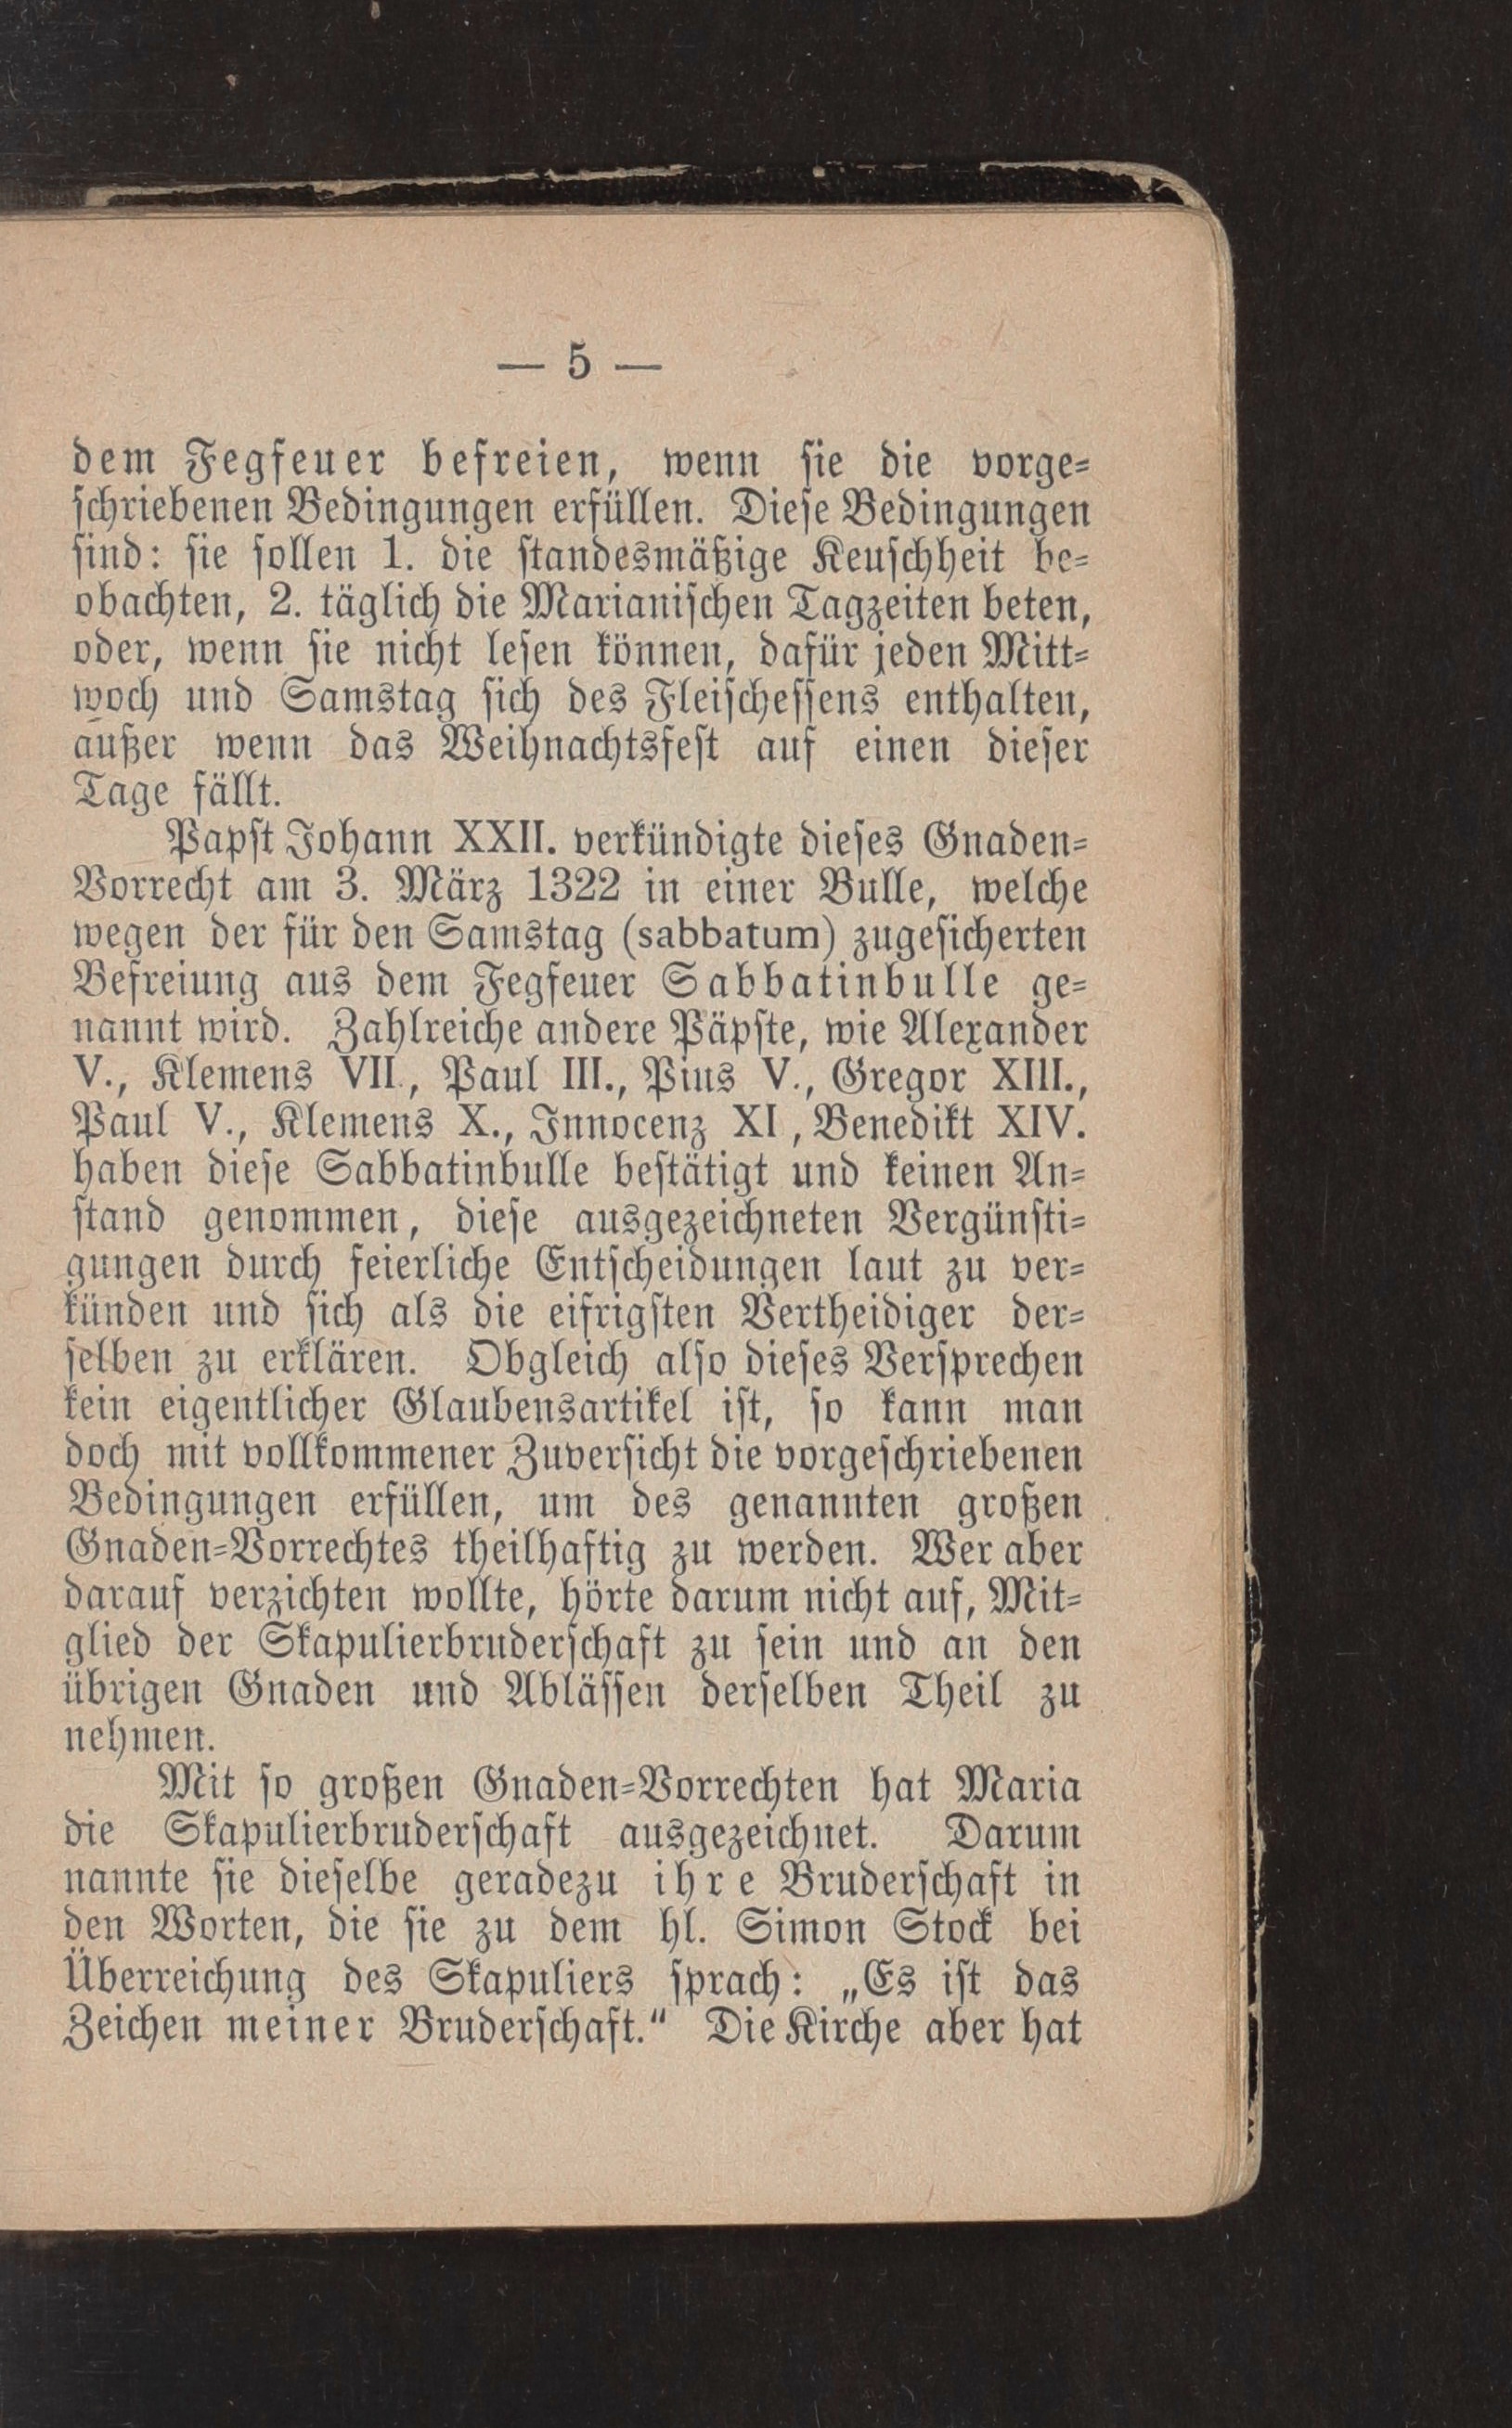 — 5 —
dem Fegfeuer befreien, wenn sie die vorge-
schriebenen Bedingungen erfüllen. Diese Bedingungen
sind: sie sollen 1. die standesmäßige Keuschheit be-
obachten, 2. täglich die Marianischen Tagzeiten beten,
oder, wenn sie nicht lesen können, dafür jeden Mitt-
woch und Samstag sich des Fleischessens enthalten,
außer wenn das Weihnachtsfest auf einen dieser
Tage fällt.
Papst Johann XXII. verkündigte dieses Gnaden-
Vorrecht am 3. März 1322 in einer Bulle, welche
wegen der für den Samstag (sabbatum) zugesicherten
Befreiung aus dem Fegfeuer Sabbatinbulle ge-
nannt wird. Zahlreiche andere Päpste, wie Alexander
V., Klemens VII., Paul III., Pius V., Gregor XIII.,
Paul V., Klemens X., Innocenz XI, Benedikt XIV.
haben diese Sabbatinbulle bestätigt und keinen An-
stand genommen, diese ausgezeichneten Vergünsti-
gungen durch feierliche Entscheidungen laut zu ver-
künden und sich als die eifrigsten Vertheidiger der-
selben zu erklären. Obgleich also dieses Versprechen
kein eigentlicher Glaubensartikel ist, so kann man
doch mit vollkommener Zuversicht die vorgeschriebenen
Bedingungen erfüllen, um des genannten großen
Gnaden-Vorrechtes theilhaftig zu werden. Wer aber
darauf verzichten wollte, hörte darum nicht auf, Mit-
glied der Skapulierbruderschaft zu sein und an den
übrigen Gnaden und Ablässen derselben Theil zu
nehmen.
Mit so großen Gnaden-Vorrechten hat Maria
die Skapulierbruderschaft ausgezeichnet. Darum
nannte sie dieselbe geradezu ihre Bruderschaft in
den Worten, die sie zu dem hl. Simon Stock bei
Überreichung des Skapuliers sprach: „Es ist das
Zeichen meiner Bruderschaft.“ Die Kirche aber hat